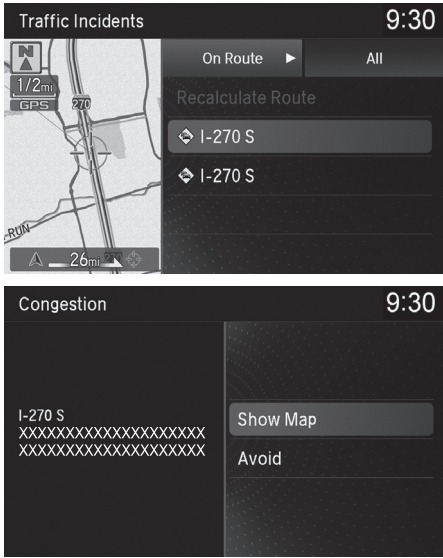 Traffic Incidents
9:30
N
On Route
All
1/2mi
GPS
270
Recalculate Route
I-270 S
I-270 S
-RUN
26mi
Congestion
9:30
I-270 S
XXXXXXXXXXXXXXXXXXXX
XXXXXXXXXXXXXXXXXXXX
Show Map
Avoid